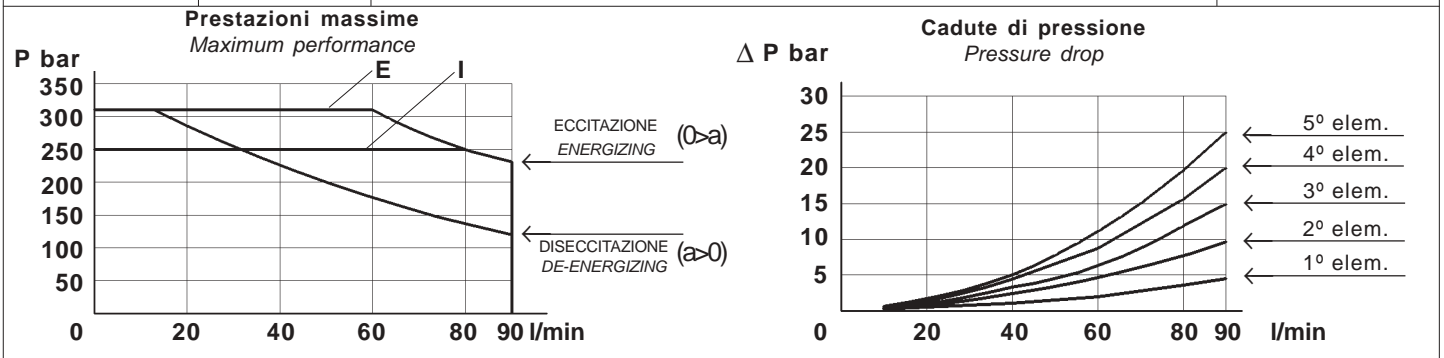 Prestazioni massime
Maximum performance
P bar
E
I
350
300
250
200
150
100
50
0
20
40
60
80
90 l/min
ECCITAZIONE
ENERGIZING
(0>a)
DISECCITAZIONE
DE-ENERGIZING
(a>0)
Cadute di pressione
Pressure drop
Δ P bar
30
25
20
15
10
5
0
20
40
60
80
90
l/min
5º elem.
4º elem.
3º elem.
2º elem.
1º elem.